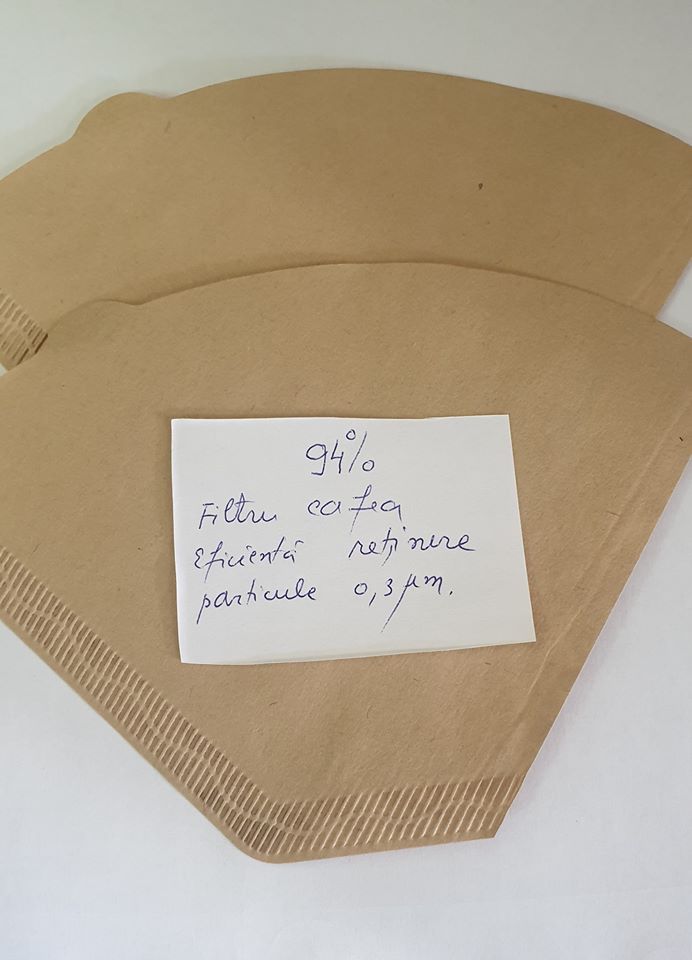 94%
Filtru cafea
Eficientă reținere
particule 0,3 µm.